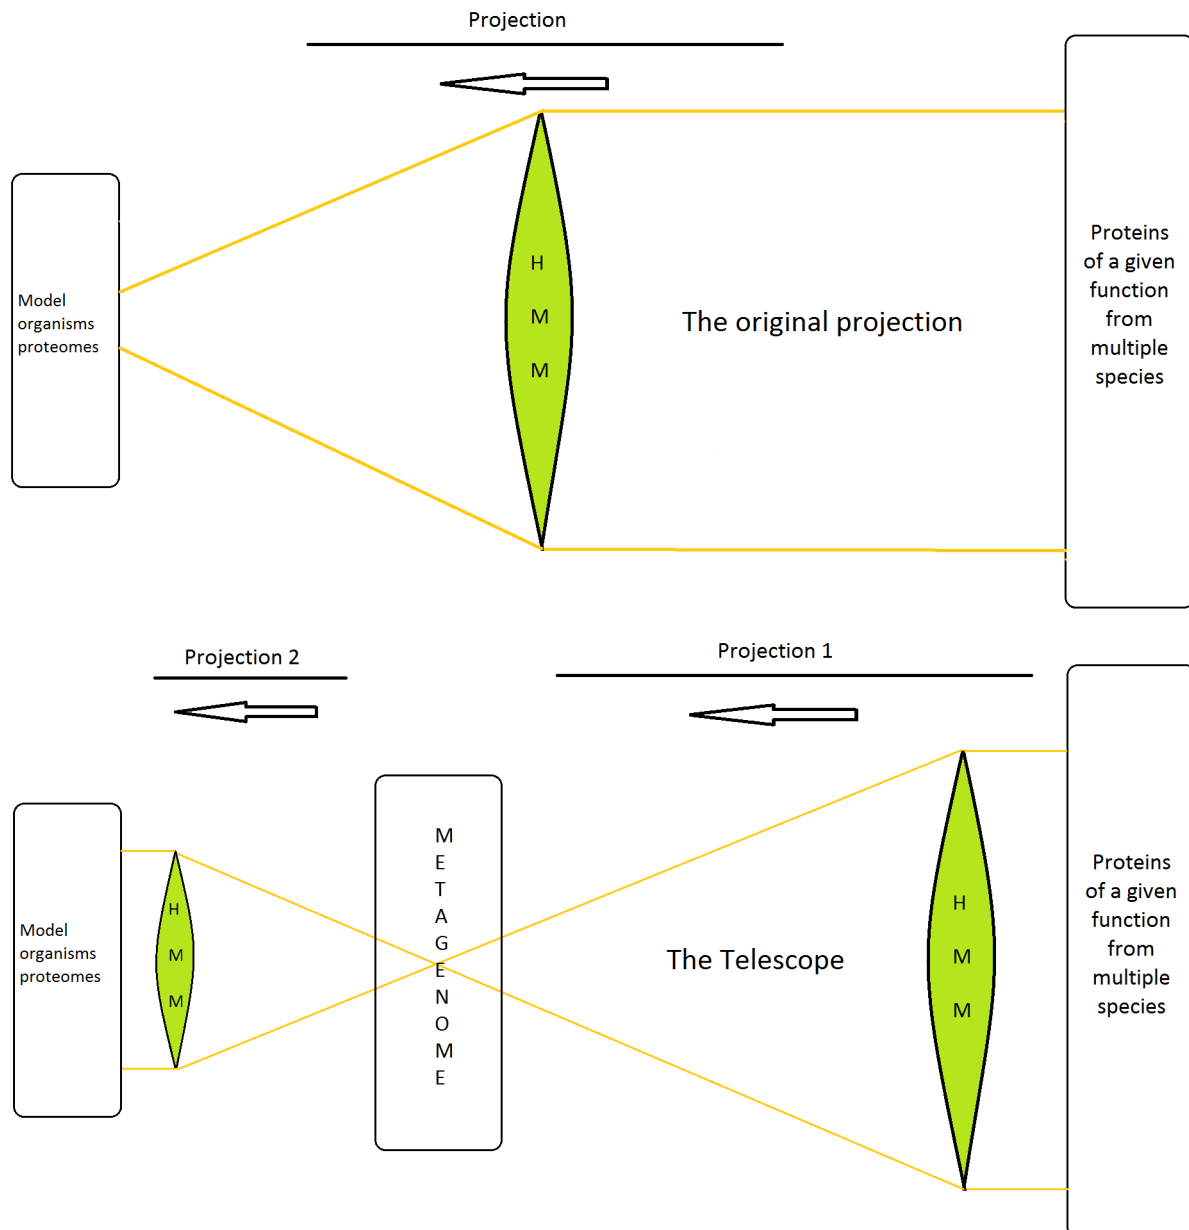 Projection
Model
organisms
proteomes
H
M
M
The original projection
Proteins
of a given
function
from
multiple
species
Projection 2
Projection 1
Model
organisms
proteomes
H
M
M
M
E
T
A
G
E
N
O
M
E
The Telescope
H
M
M
Proteins
of a given
function
from
multiple
species